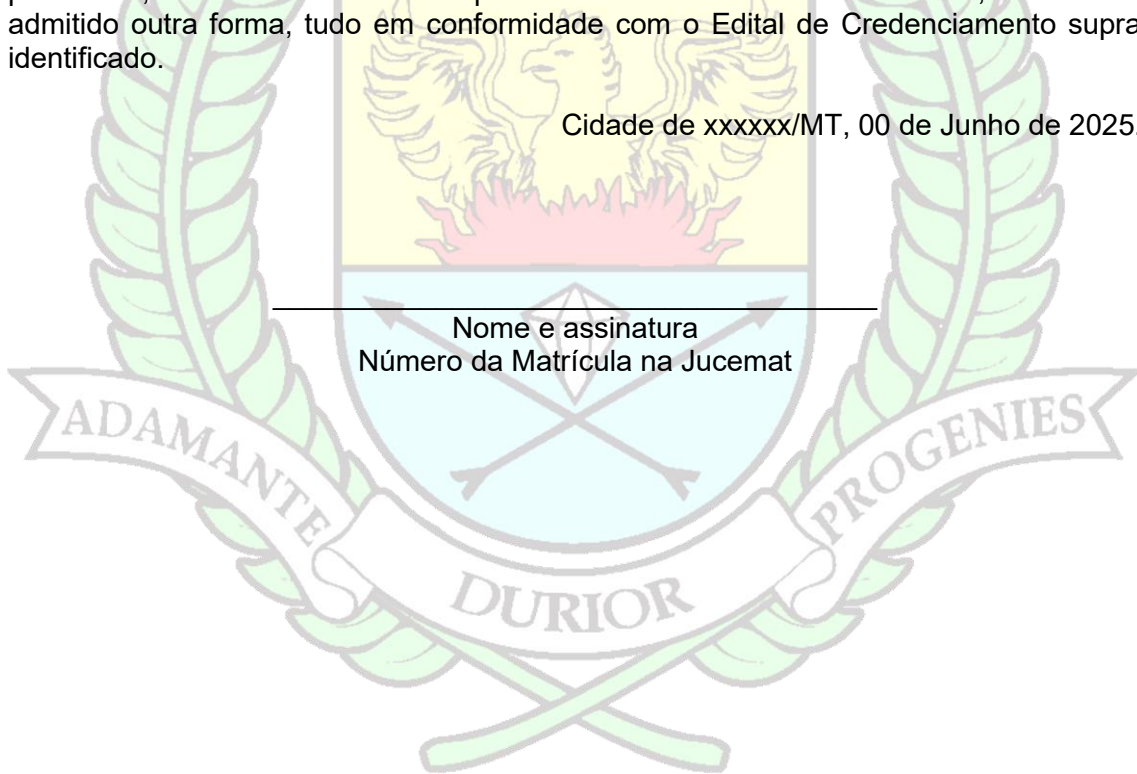 admitido outra forma, tudo em conformidade com o Edital de Credenciamento supra
identificado.
Cidade de xxxxxx/MT, 00 de Junho de 2025.
Nome e assinatura
Número da Matrícula na Jucemat
ADAMANTE
DURIOR
PROGENIES